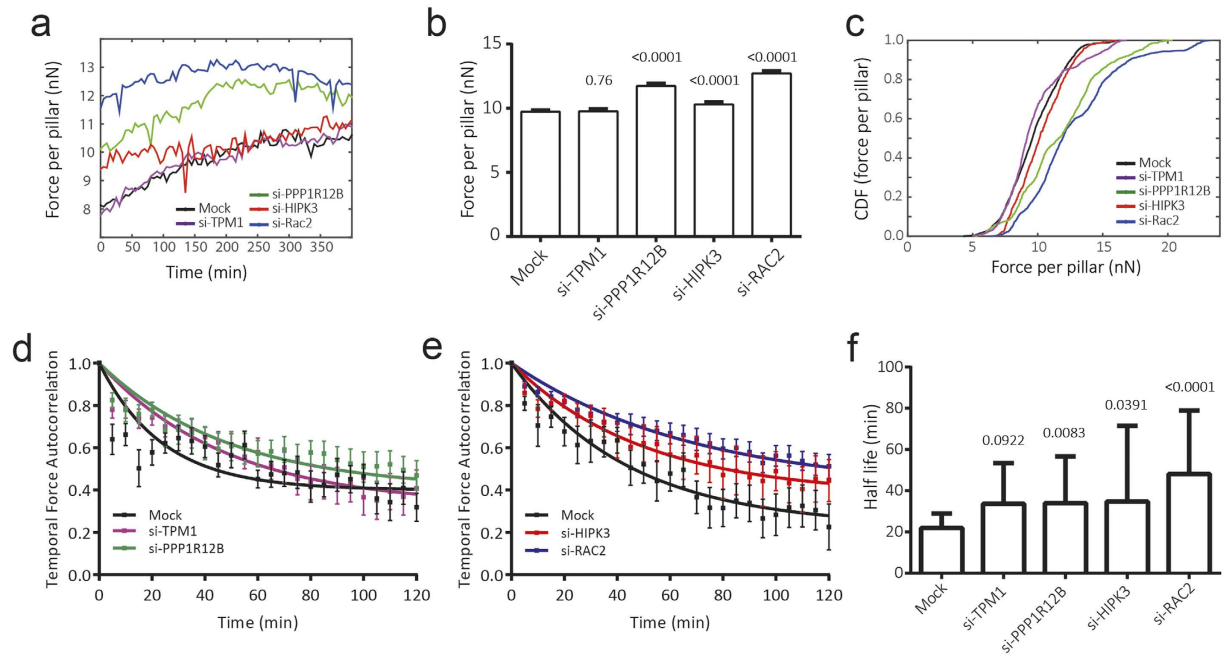 a
Force per pillar (nN)
13
12
11
10
9
8
0 50 100 150 200 250 300 350
Time (min)
Mock
si-TPM1
si-PPP1R12B
si-HIPK3
si-Rac2
b
Force per pillar (nN)
15
10
5
0
0.76
<0.0001
<0.0001
<0.0001
Mock
si-TPM1
si-PPP1R12B
si-HIPK3
si-RAC2
c
CDF (force per pillar)
1.0
0.8
0.6
0.4
0.2
0.0
0 5 10 15 20
Force per pillar (nN)
Mock
si-TPM1
si-PPP1R12B
si-HIPK3
si-Rac2
d
Temporal Force Autocorrelation
1.0
0.8
0.6
0.4
0.2
0.0
0 20 40 60 80 100 120
Time (min)
Mock
si-TPM1
si-PPP1R12B
e
Temporal Force Autocorrelation
1.0
0.8
0.6
0.4
0.2
0.0
0 20 40 60 80 100 120
Time (min)
Mock
si-HIPK3
si-RAC2
f
Half life (min)
100
80
60
40
20
0
0.0922
0.0083
0.0391
<0.0001
Mock
si-TPM1
si-PPP1R12B
si-HIPK3
si-RAC2